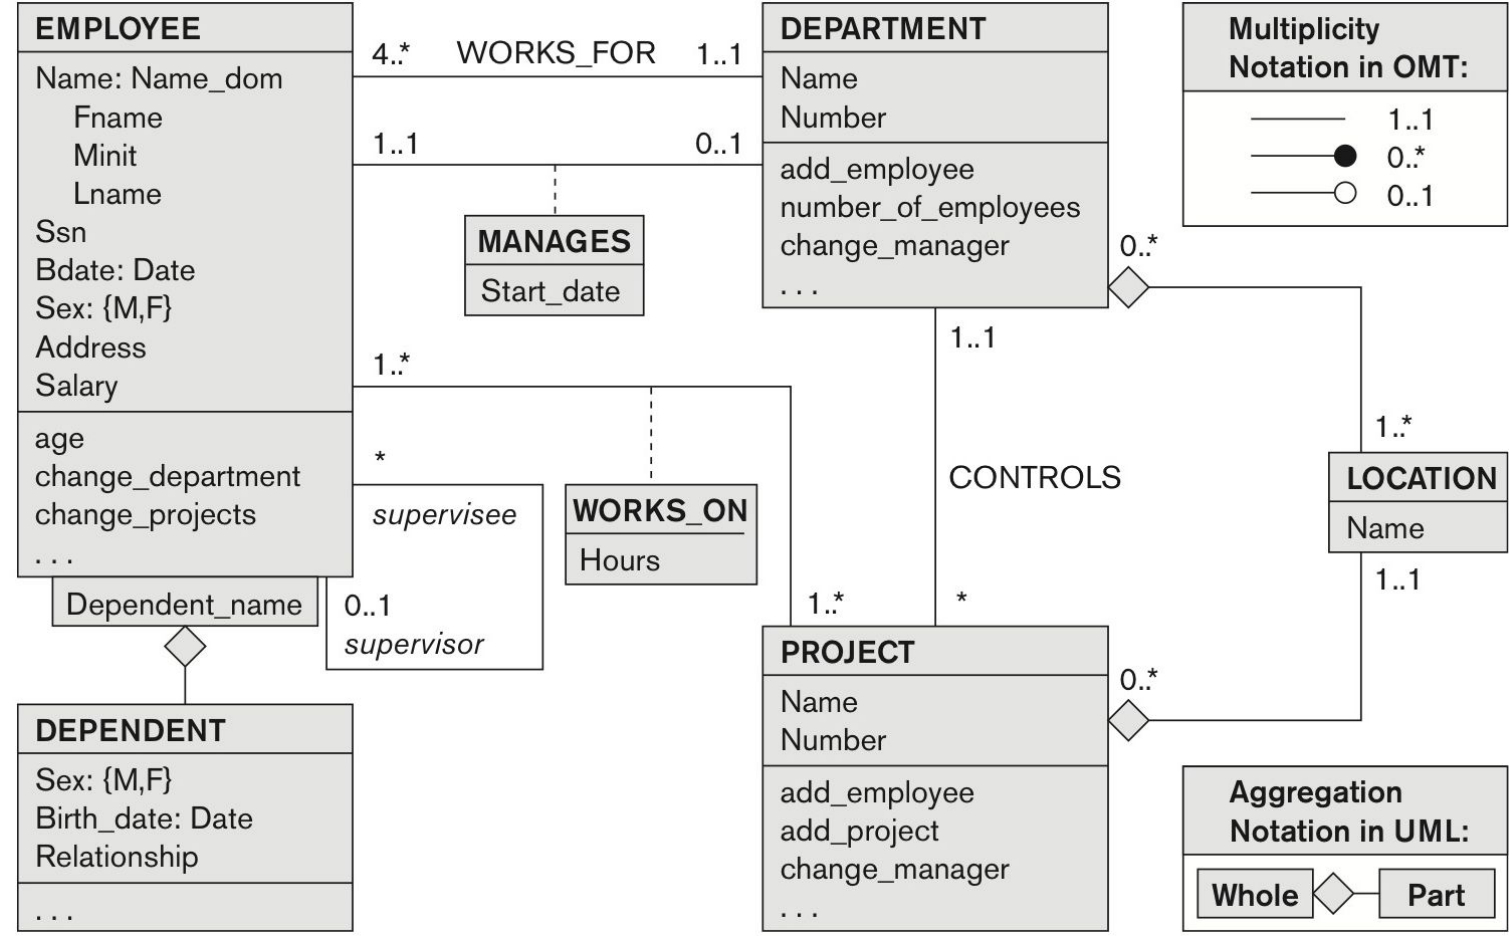 EMPLOYEE
Name: Name_dom
Fname
Minit
Lname
Ssn
Bdate: Date
Sex: {M,F}
Address
Salary
age
change_department
change_projects
. . .
Dependent_name
DEPENDENT
Sex: {M,F}
Birth_date: Date
Relationship
. . .
4..*
WORKS_FOR
1..1
1..1
0..1
MANAGES
Start_date
1..*
*
supervisee
0..1
supervisor
WORKS_ON
Hours
1..*
DEPARTMENT
Name
Number
add_employee
number_of_employees
change_manager
. . .
1..1
CONTROLS
*
PROJECT
Name
Number
add_employee
add_project
change_manager
. . .
0..*
1..*
LOCATION
Name
1..1
0..*
Multiplicity
Notation in OMT:
1..1
0..*
0..1
Aggregation
Notation in UML:
Whole
Part